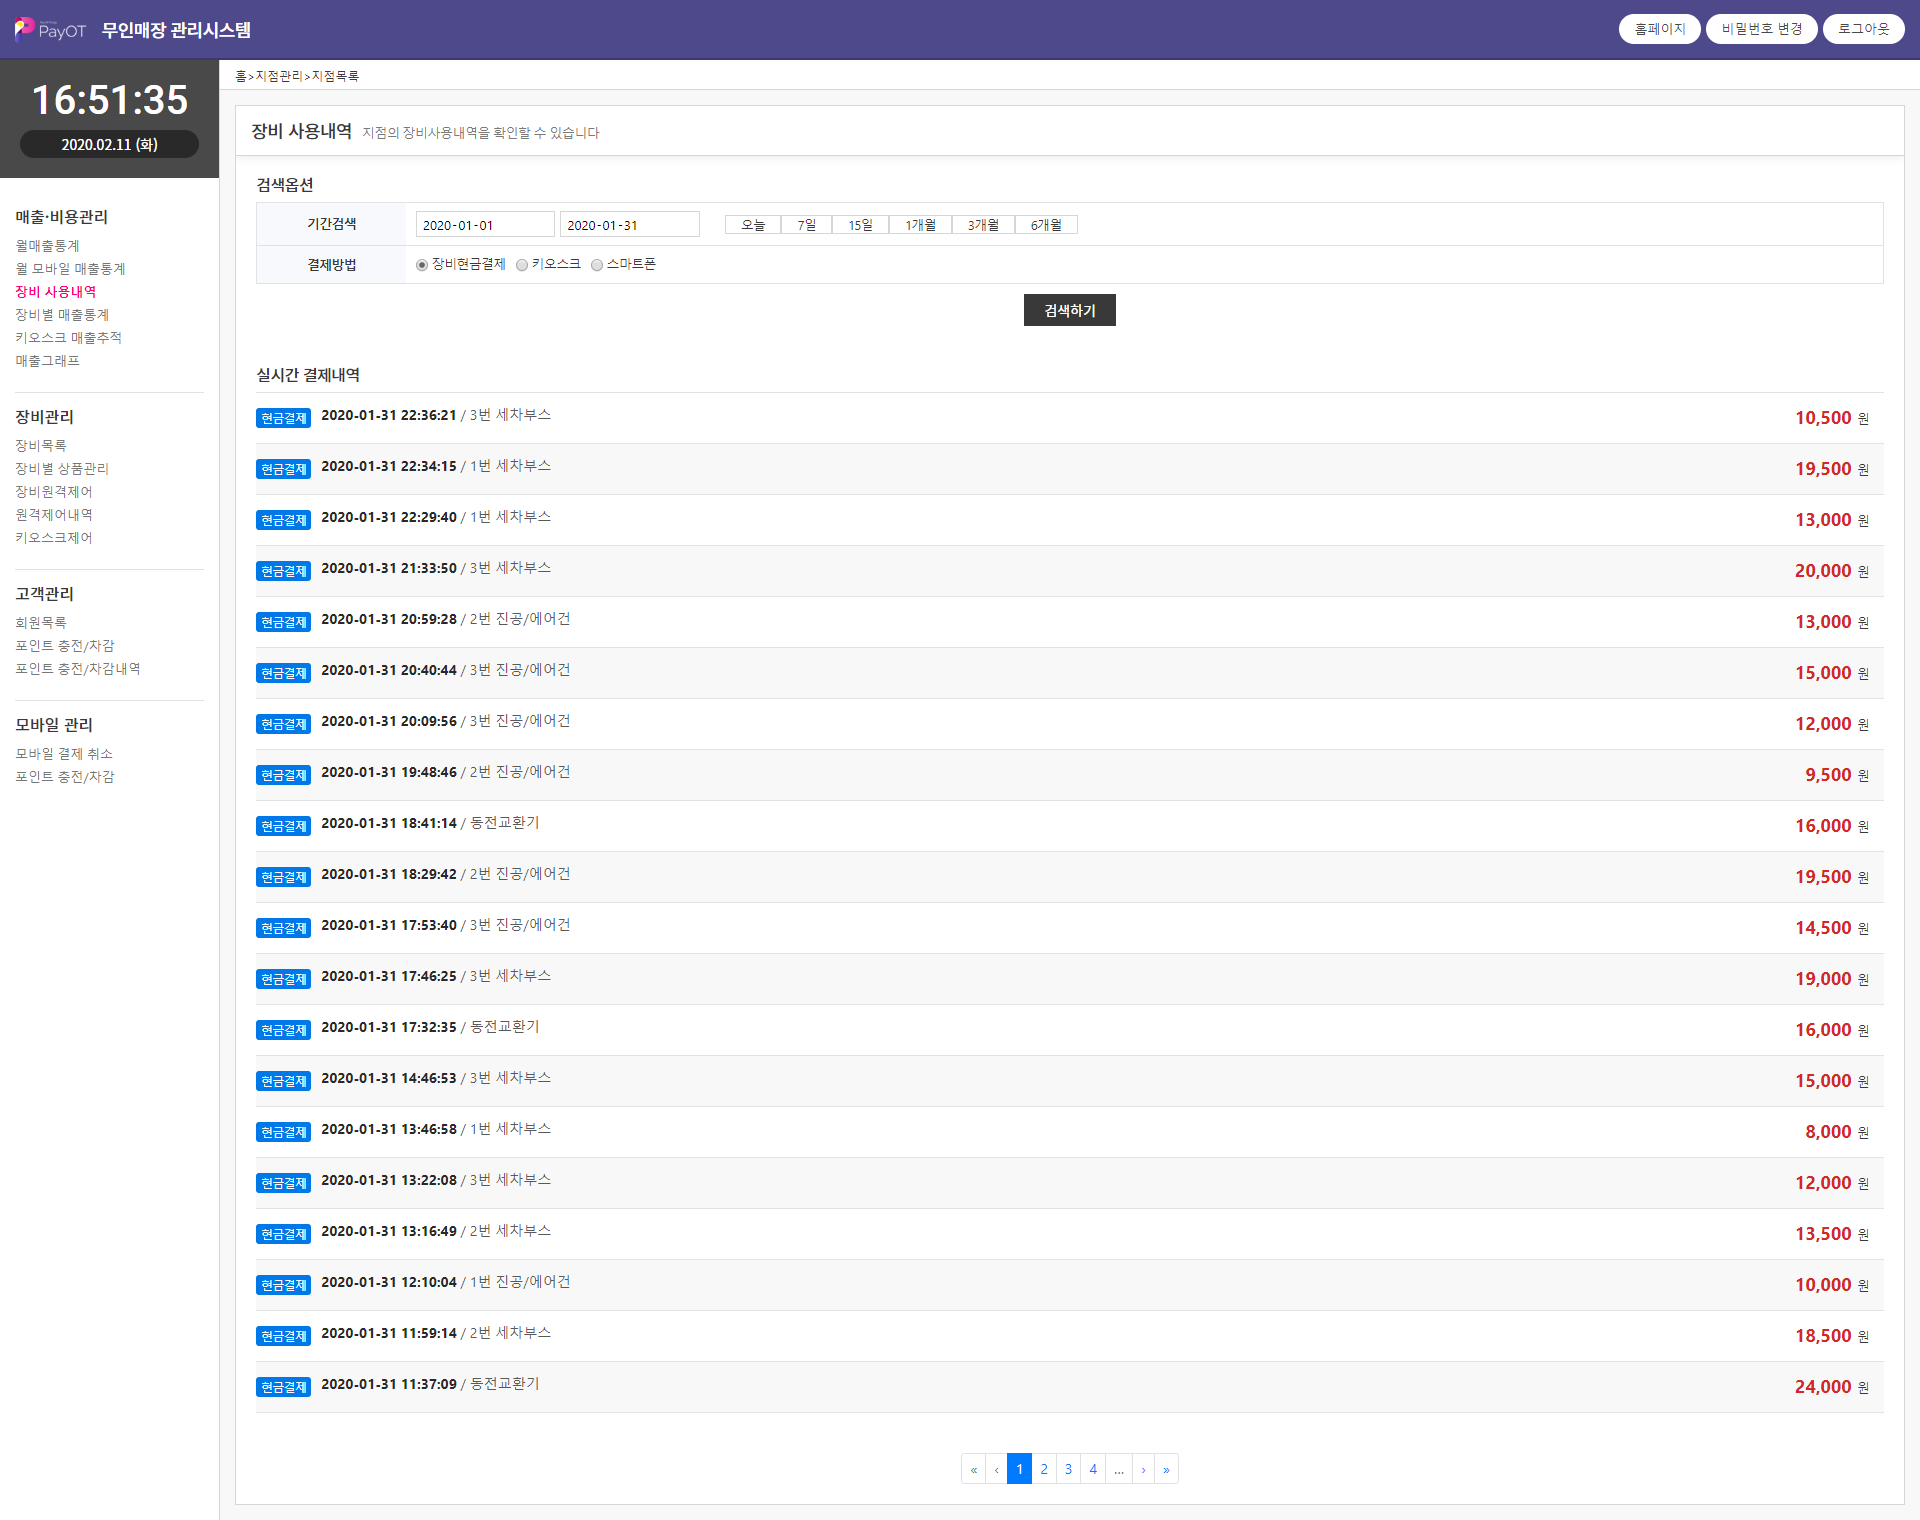 PayOT 무인매장 관리시스템
홈페이지 비밀번호 변경 로그아웃
16:51:35
2020.02.11 (화)
매출·비용관리
월매출통계
월 모바일 매출통계
장비 사용내역
장비별 매출통계
키오스크 매출추적
매출그래프
장비관리
장비목록
장비별 상품관리
장비원격제어
원격제어내역
키오스크제어
고객관리
회원목록
포인트 충전/차감
포인트 충전/차감내역
모바일 관리
모바일 결제 취소
포인트 충전/차감
홈>지점관리>지점목록
장비 사용내역 지점의 장비사용내역을 확인할 수 있습니다
검색옵션
기간검색 2020-01-01 2020-01-31 오늘 7일 15일 1개월 3개월 6개월
결제방법 장비현금결제 키오스크 스마트폰
검색하기
실시간 결제내역
현금결제 2020-01-31 22:36:21 / 3번 세차부스 10,500 원
현금결제 2020-01-31 22:34:15 / 1번 세차부스 19,500 원
현금결제 2020-01-31 22:29:40 / 1번 세차부스 13,000 원
현금결제 2020-01-31 21:33:50 / 3번 세차부스 20,000 원
현금결제 2020-01-31 20:59:28 / 2번 진공/에어건 13,000 원
현금결제 2020-01-31 20:40:44 / 3번 진공/에어건 15,000 원
현금결제 2020-01-31 20:09:56 / 3번 진공/에어건 12,000 원
현금결제 2020-01-31 19:48:46 / 2번 진공/에어건 9,500 원
현금결제 2020-01-31 18:41:14 / 동전교환기 16,000 원
현금결제 2020-01-31 18:29:42 / 2번 진공/에어건 19,500 원
현금결제 2020-01-31 17:53:40 / 3번 진공/에어건 14,500 원
현금결제 2020-01-31 17:46:25 / 3번 세차부스 19,000 원
현금결제 2020-01-31 17:32:35 / 동전교환기 16,000 원
현금결제 2020-01-31 14:46:53 / 3번 세차부스 15,000 원
현금결제 2020-01-31 13:46:58 / 1번 세차부스 8,000 원
현금결제 2020-01-31 13:22:08 / 3번 세차부스 12,000 원
현금결제 2020-01-31 13:16:49 / 2번 세차부스 13,500 원
현금결제 2020-01-31 12:10:04 / 1번 진공/에어건 10,000 원
현금결제 2020-01-31 11:59:14 / 2번 세차부스 18,500 원
현금결제 2020-01-31 11:37:09 / 동전교환기 24,000 원
« ‹ 1 2 3 4 ... › »